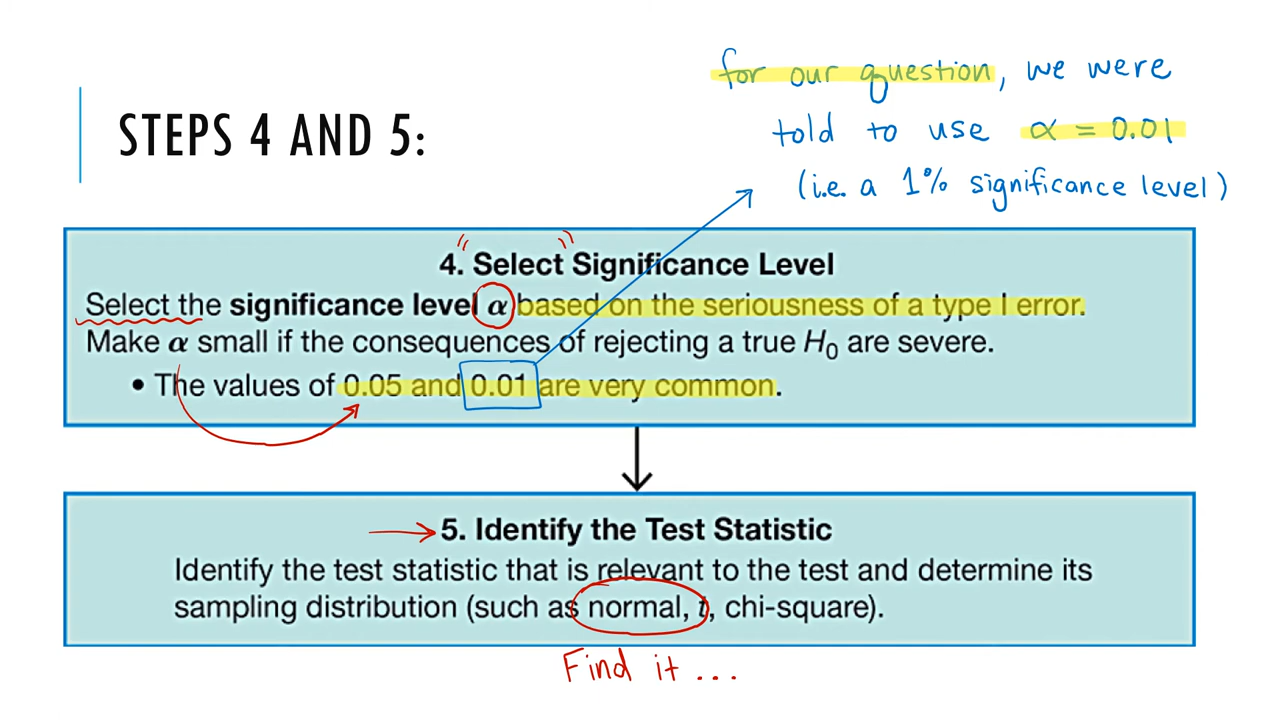 for our question, we were
told to use α = 0.01
(i.e. a 1% significance level)
STEPS 4 AND 5:
4. "Select" Significance Level
Select the significance level α based on the seriousness of a type I error.
Make α small if the consequences of rejecting a true H₀ are severe.
• The values of 0.05 and 0.01 are very common.
5. Identify the Test Statistic
Identify the test statistic that is relevant to the test and determine its
sampling distribution (such as normal, t, chi-square).
Find it ...